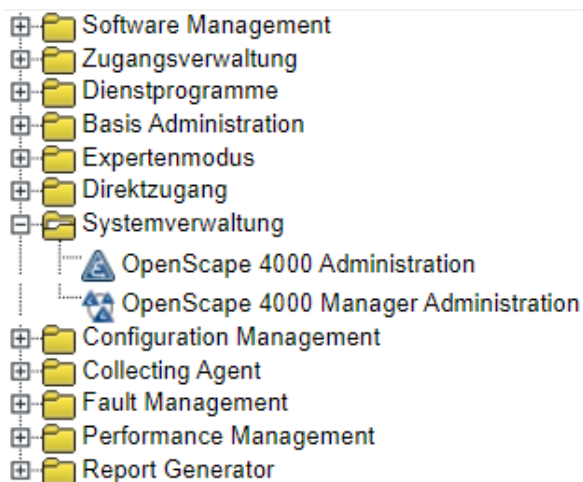 Software Management
Zugangsverwaltung
Dienstprogramme
Basis Administration
Expertenmodus
Direktzugang
Systemverwaltung
OpenScape 4000 Administration
OpenScape 4000 Manager Administration
Configuration Management
Collecting Agent
Fault Management
Performance Management
Report Generator